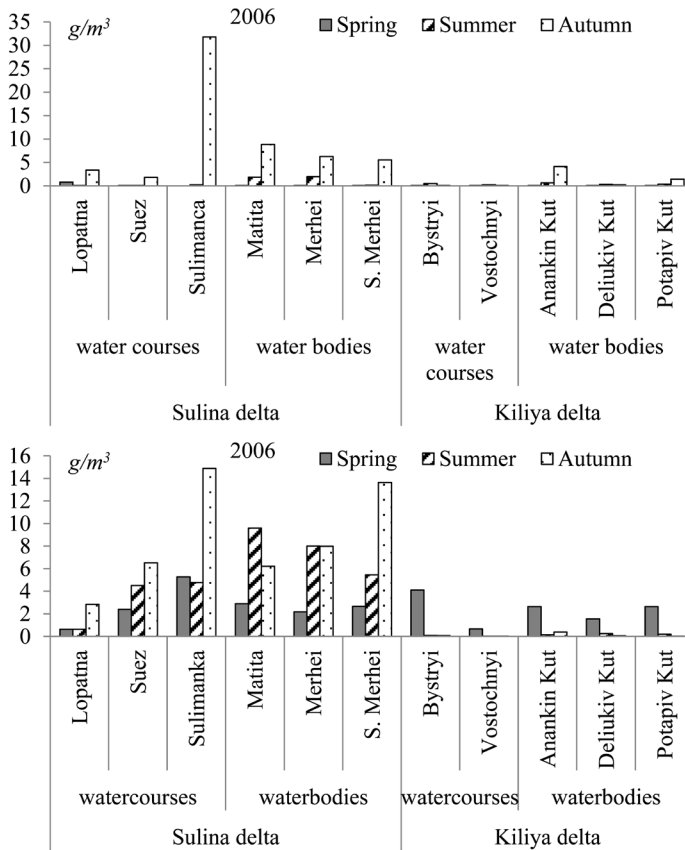 2006
g/m³
Spring Summer Autumn
35
30
25
20
15
10
5
0
Lopatna
Suez
Sulimanca
Matita
Merhei
S. Merhei
Bystryi
Vostochnyi
Anankin Kut
Deliukiv Kut
Potapiv Kut
water courses
water bodies
water
courses
water bodies
Sulina delta
Kiliya delta
2006
g/m³
Spring Summer Autumn
16
14
12
10
8
6
4
2
0
Lopatna
Suez
Sulimanka
Matita
Merhei
S. Merhei
Bystryi
Vostochnyi
Anankin Kut
Deliukiv Kut
Potapiv Kut
watercourses
waterbodies
watercourses
waterbodies
Sulina delta
Kiliya delta